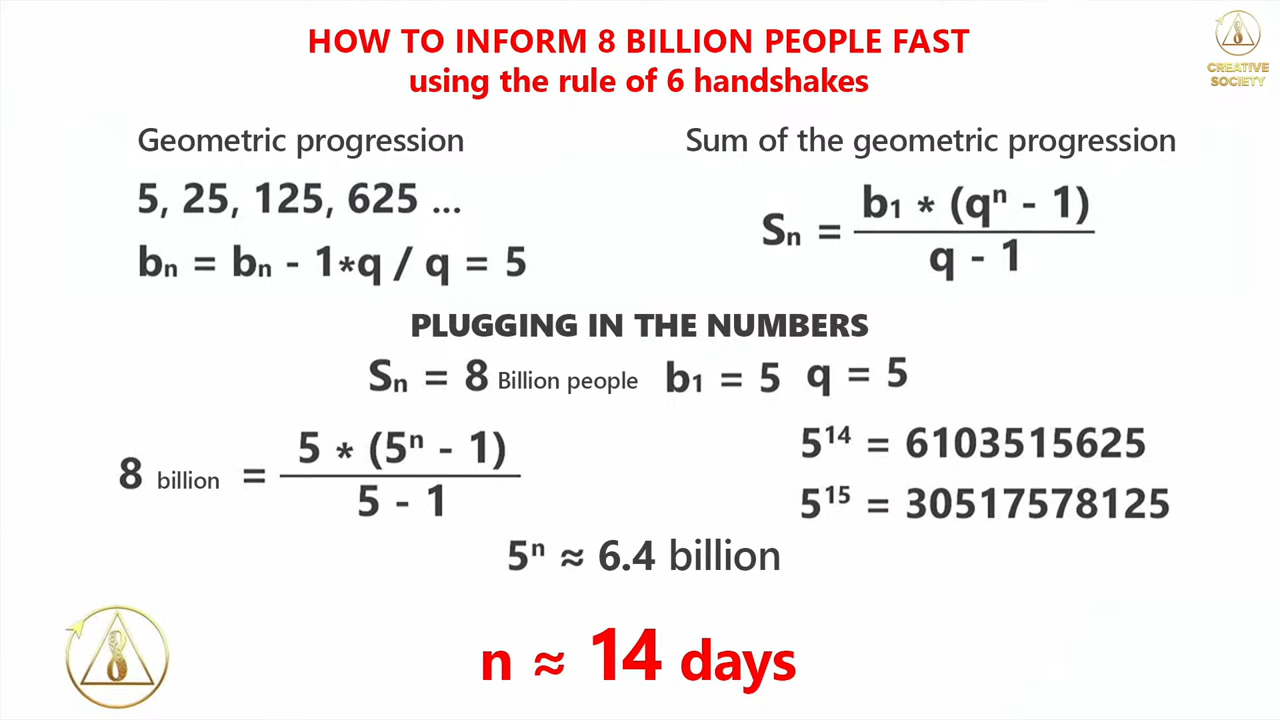 HOW TO INFORM 8 BILLION PEOPLE FAST
using the rule of 6 handshakes
CREATIVE
SOCIETY
Geometric progression
5, 25, 125, 625 ...
bn = bn - 1*q / q = 5
Sum of the geometric progression
Sn = b1 * (qⁿ - 1)
q - 1
PLUGGING IN THE NUMBERS
Sn = 8 Billion people b1 = 5 q = 5
8 billion = 5 * (5ⁿ - 1)
5 - 1
5¹⁴ = 6103515625
5¹⁵ = 30517578125
5ⁿ ≈ 6.4 billion
n ≈ 14 days